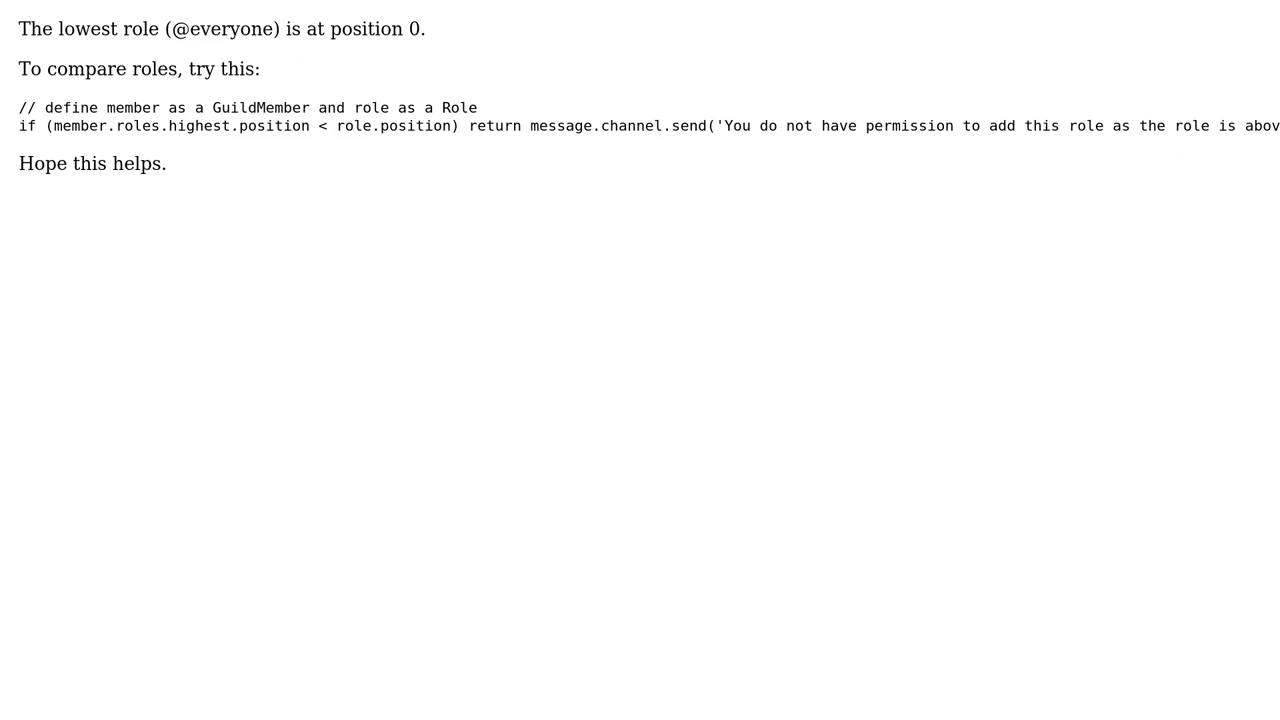 The lowest role (@everyone) is at position 0.
To compare roles, try this:
// define member as a GuildMember and role as a Role
if (member.roles.highest.position < role.position) return message.channel.send('You do not have permission to add this role as the role is abov
Hope this helps.